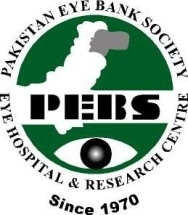 PAKISTAN EYE BANK SOCIETY
PEBS
EYE HOSPITAL & RESEARCH CENTRE
Since 1970